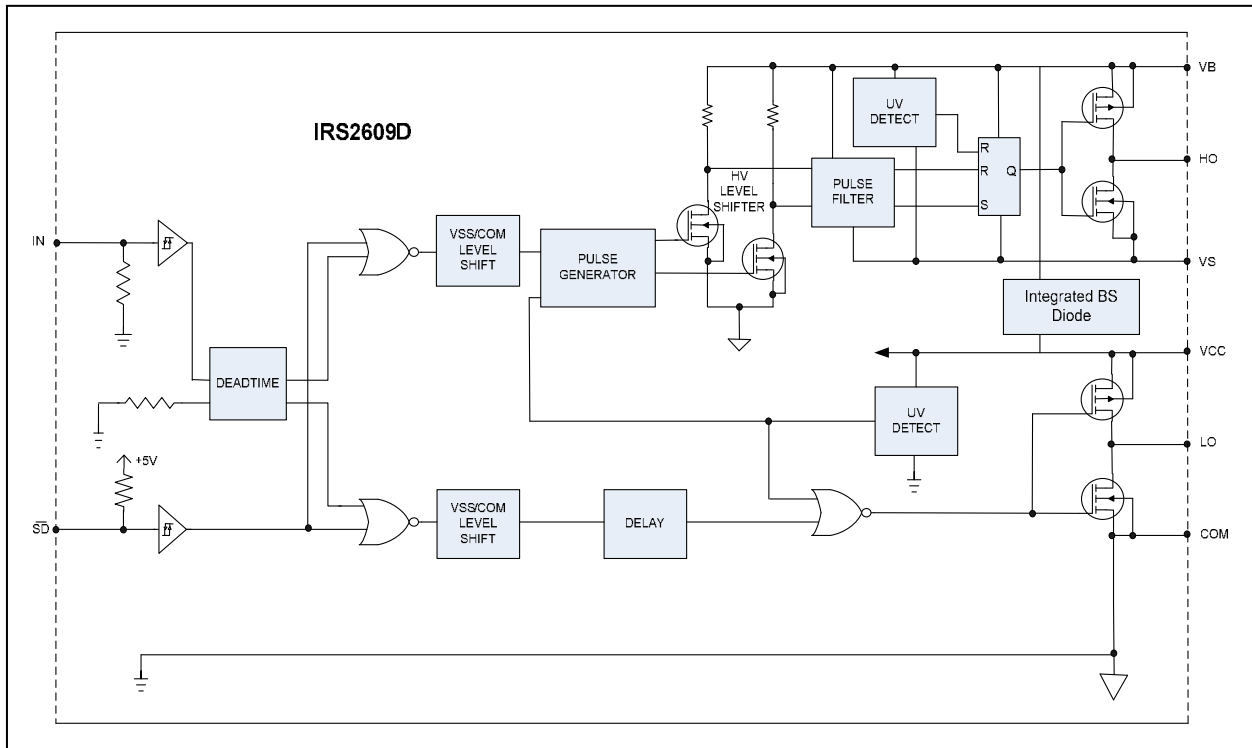 IRS2609D
VB
UV
DETECT
R
R
Q
S
HO
PULSE
FILTER
HV
LEVEL
SHIFTER
IN
VSS/COM
LEVEL
SHIFT
PULSE
GENERATOR
VS
Integrated BS
Diode
VCC
DEADTIME
UV
DETECT
LO
+5V
SD
VSS/COM
LEVEL
SHIFT
DELAY
COM